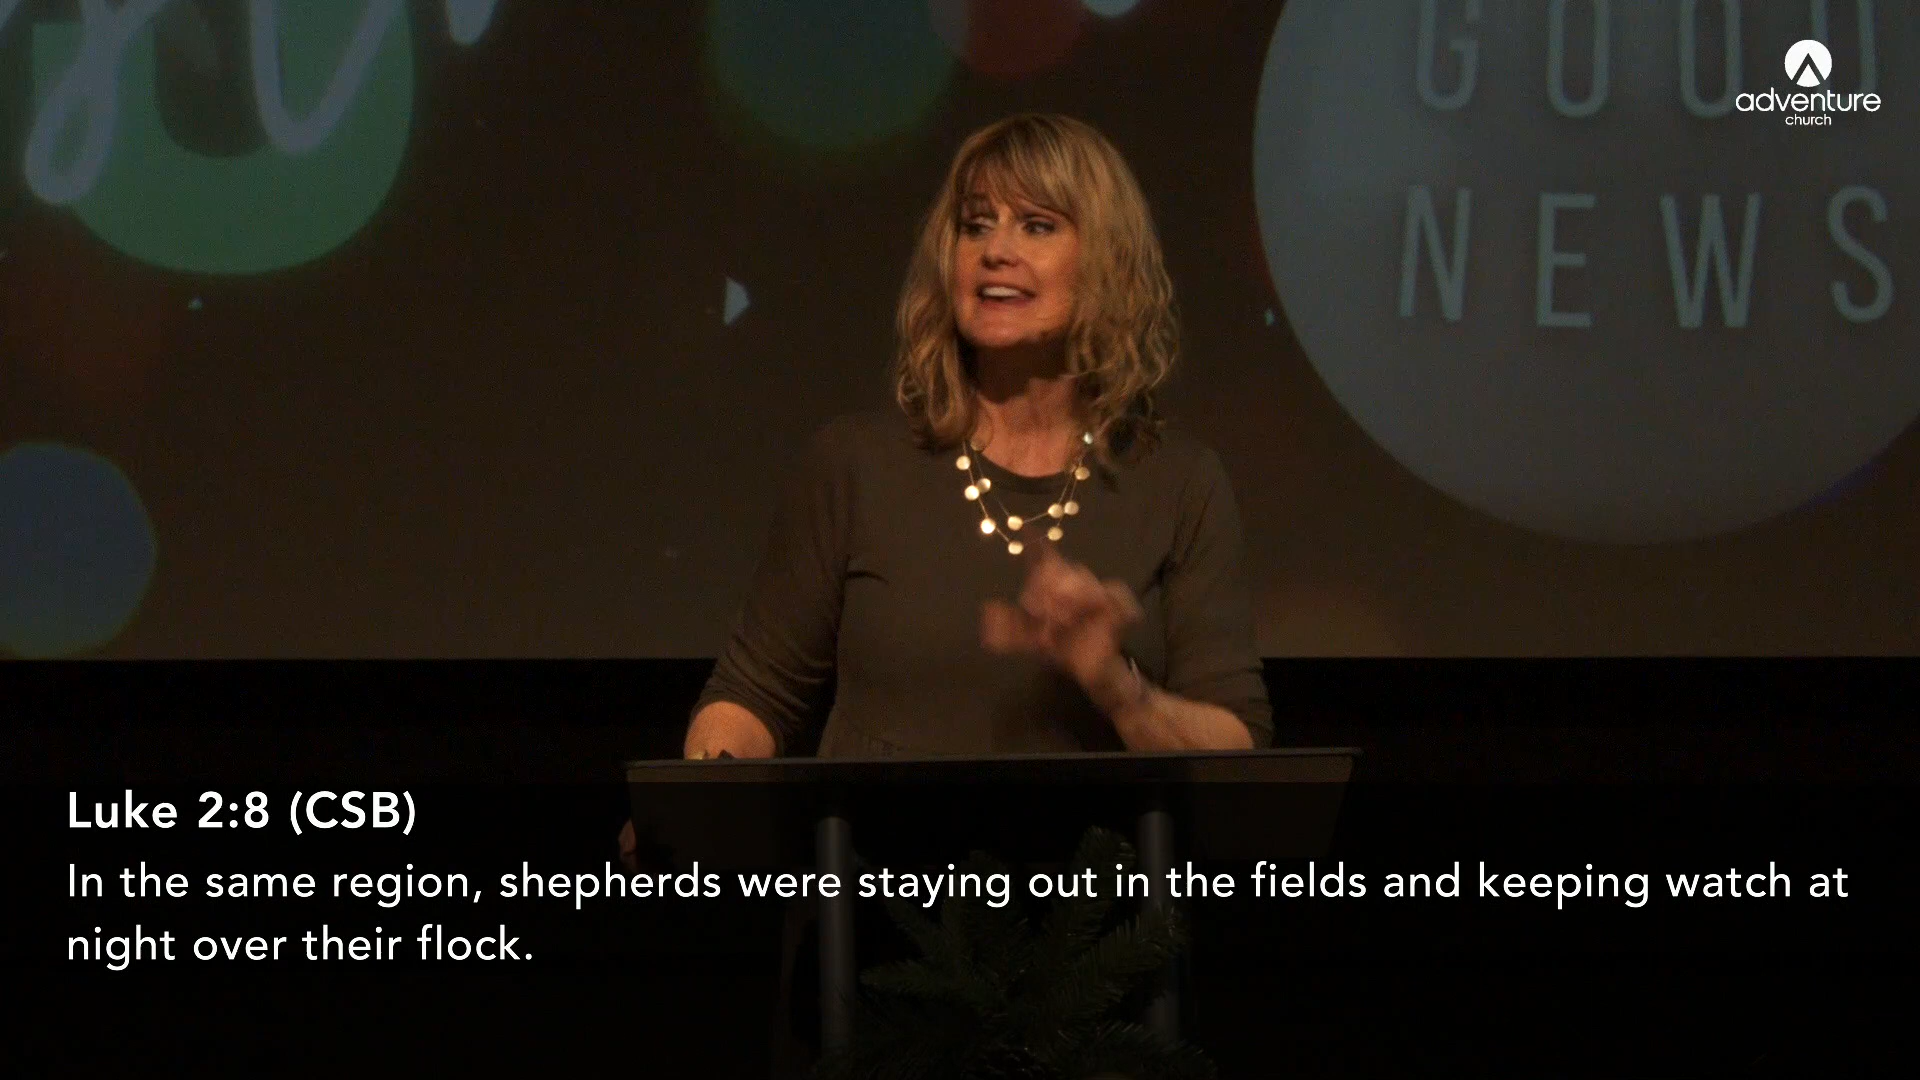 GOOD
NEWS
adventure
church
Luke 2:8 (CSB)
In the same region, shepherds were staying out in the fields and keeping watch at
night over their flock.